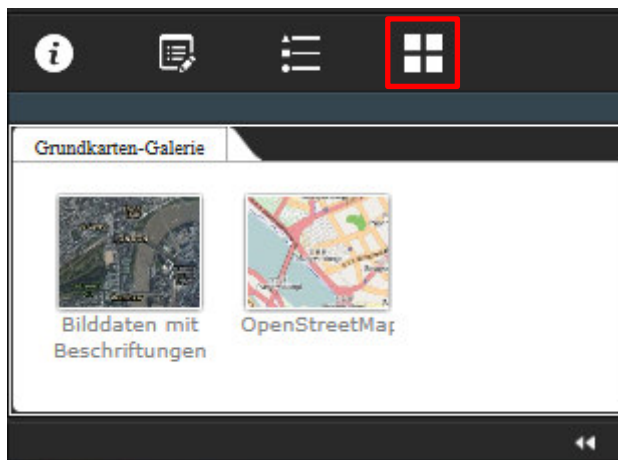 Grundkarten-Galerie
Bilddaten mit
Beschriftungen
OpenStreetMap